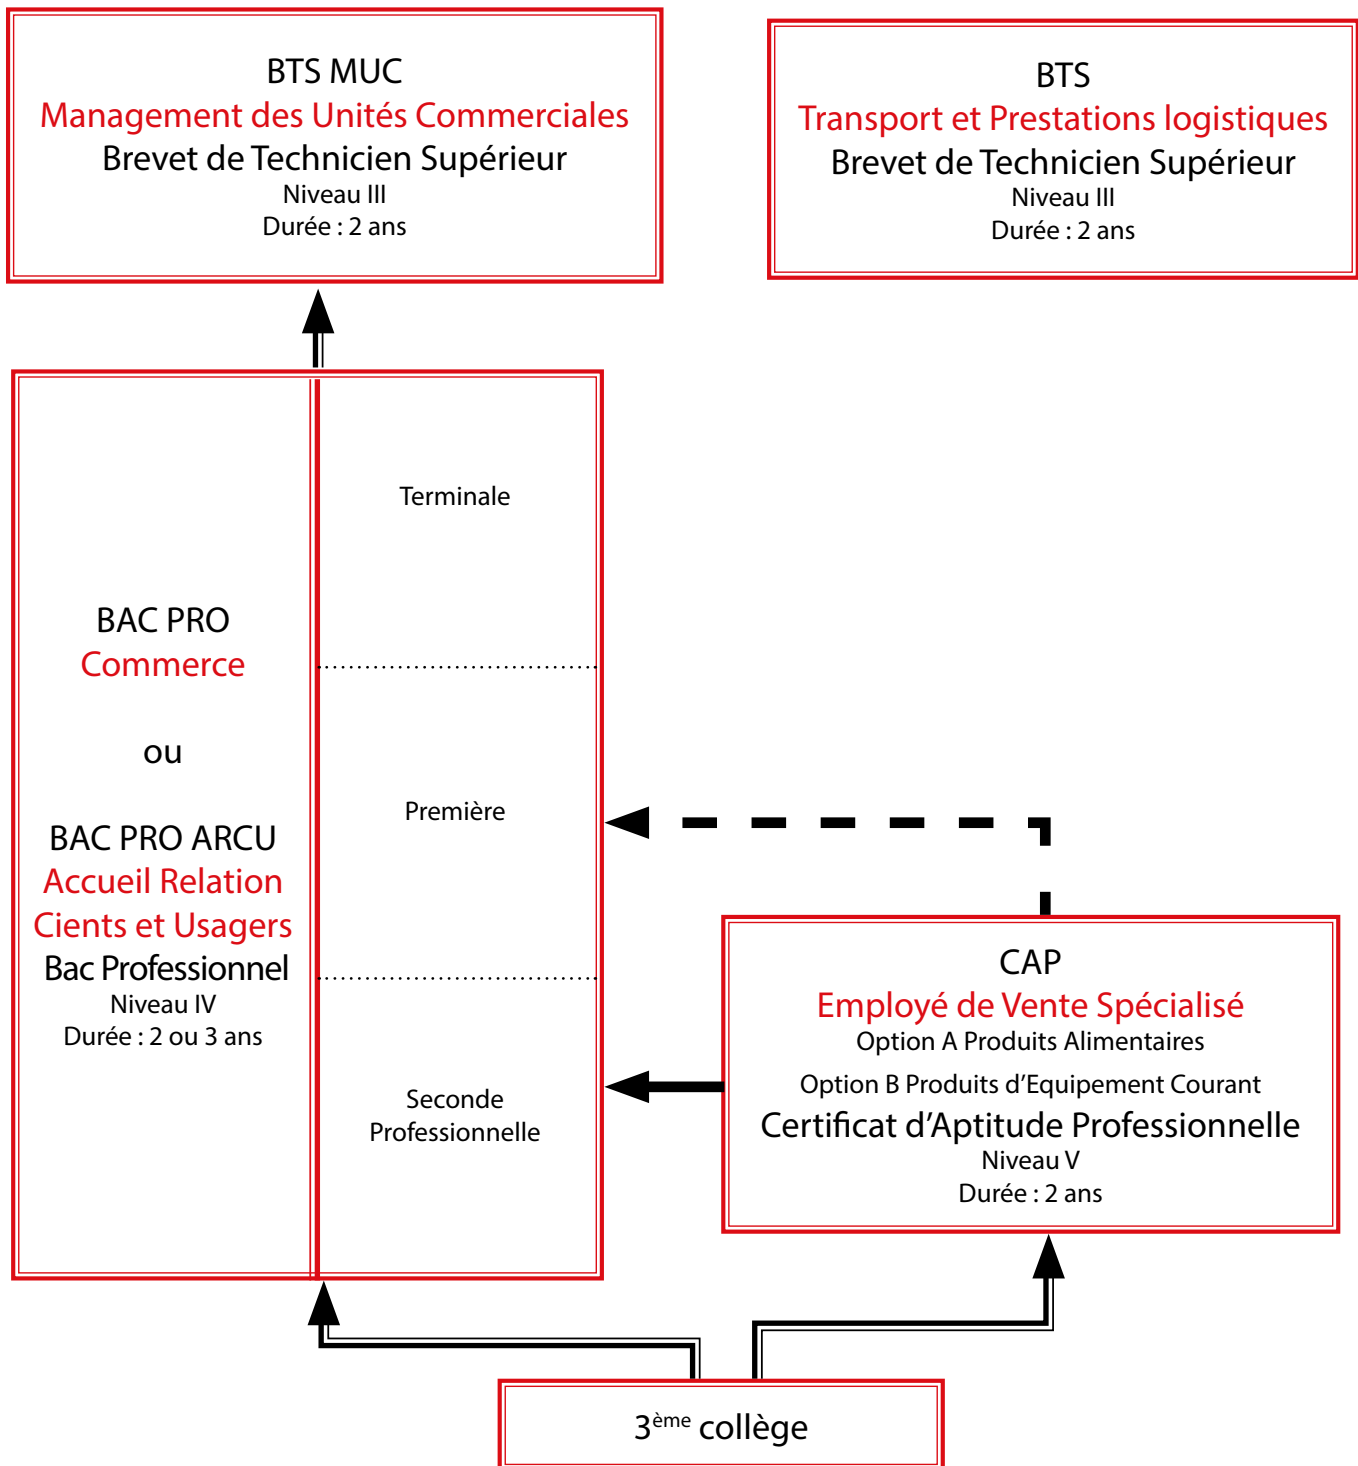 BTS MUC
Management des Unités Commerciales
Brevet de Technicien Supérieur
Niveau III
Durée : 2 ans
BTS
Transport et Prestations logistiques
Brevet de Technicien Supérieur
Niveau III
Durée : 2 ans
BAC PRO
Commerce
ou
BAC PRO ARCU
Accueil Relation
Cients et Usagers
Bac Professionnel
Niveau IV
Durée : 2 ou 3 ans
Terminale
Première
Seconde
Professionnelle
CAP
Employé de Vente Spécialisé
Option A Produits Alimentaires
Option B Produits d’Equipement Courant
Certificat d’Aptitude Professionnelle
Niveau V
Durée : 2 ans
3ème collège